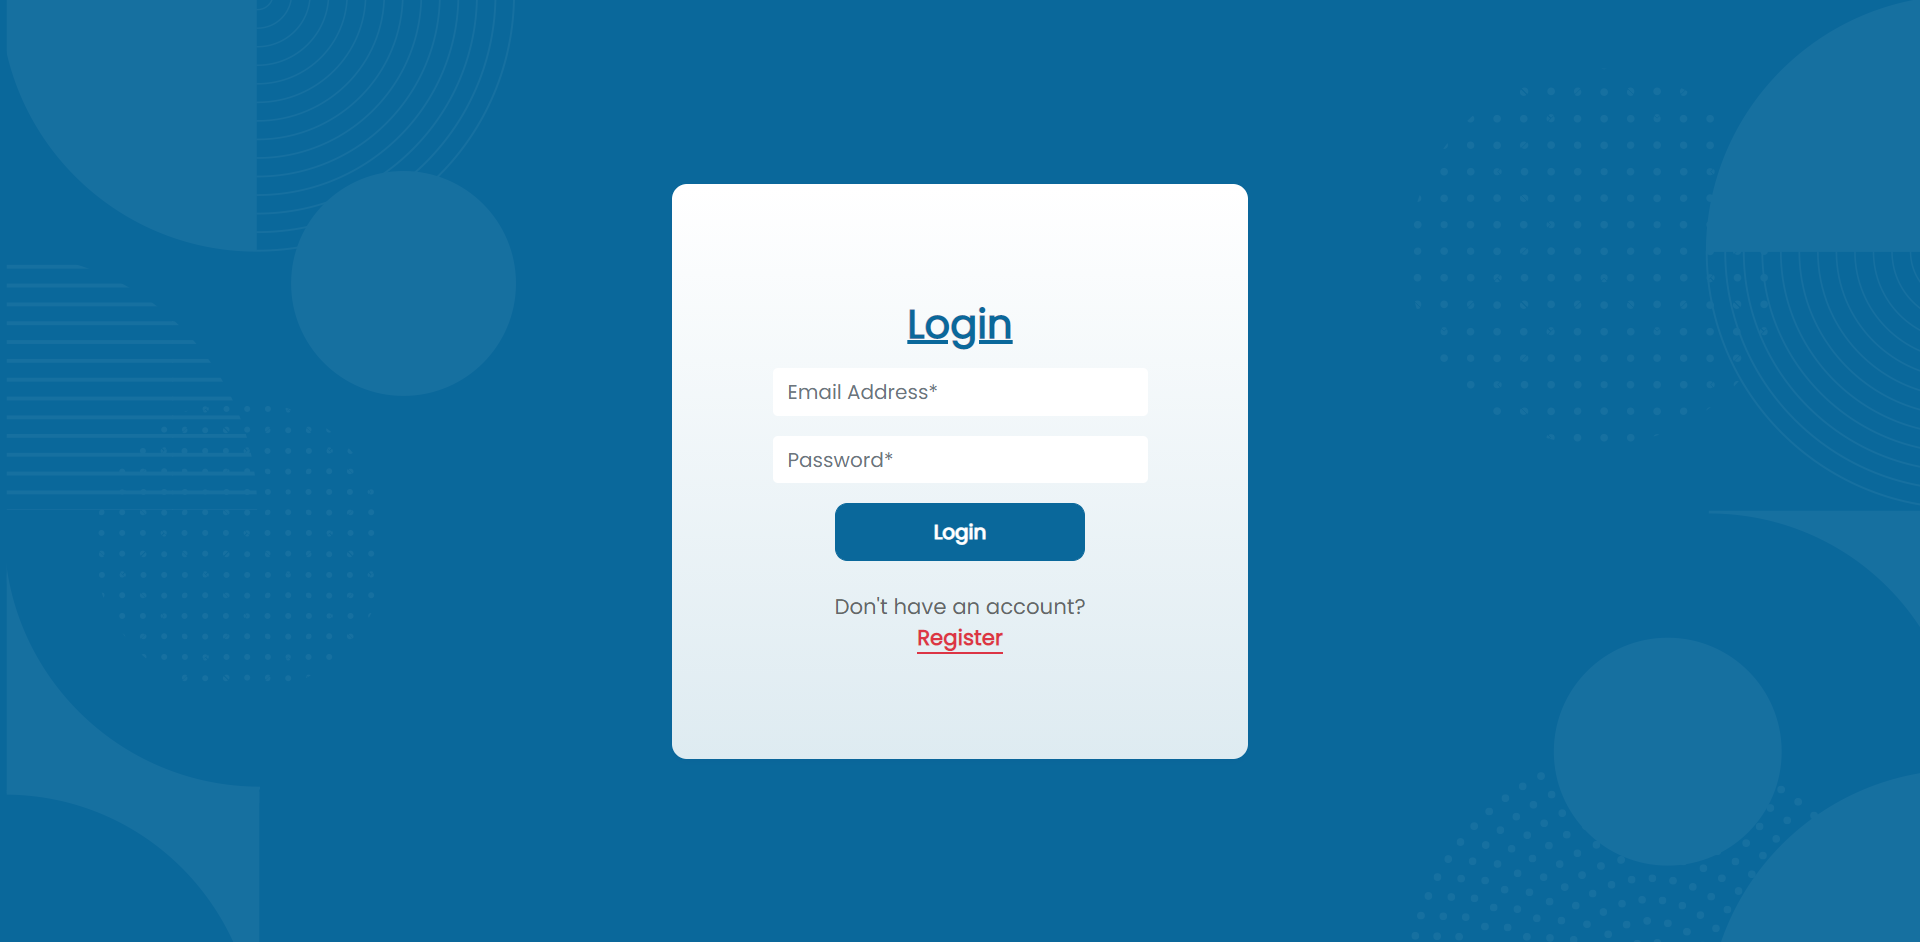 Login
Email Address*
Password*
Login
Don't have an account?
Register